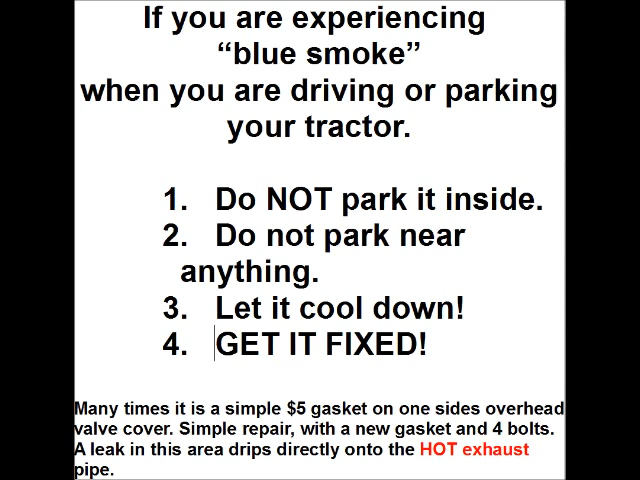 If you are experiencing
“blue smoke”
when you are driving or parking
your tractor.
1. Do NOT park it inside.
2. Do not park near
anything.
3. Let it cool down!
4. GET IT FIXED!
Many times it is a simple $5 gasket on one sides overhead
valve cover. Simple repair, with a new gasket and 4 bolts.
A leak in this area drips directly onto the HOT exhaust
pipe.